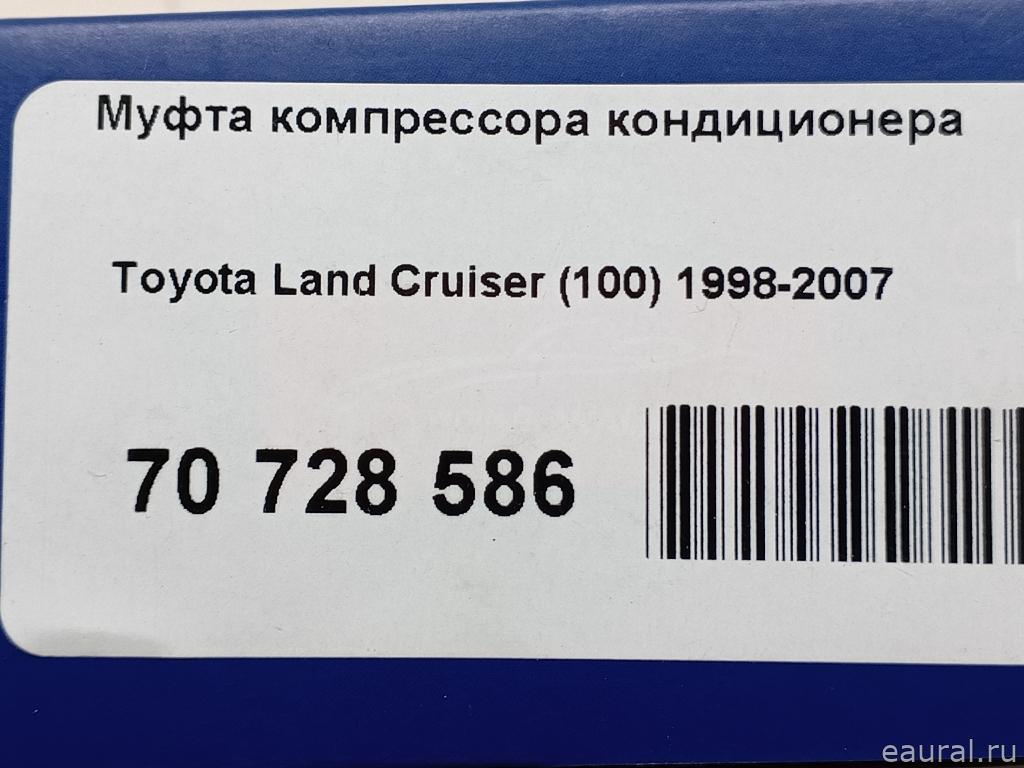 Муфта компрессора кондиционера
Toyota Land Cruiser (100) 1998-2007
70 728 586
eaural.ru